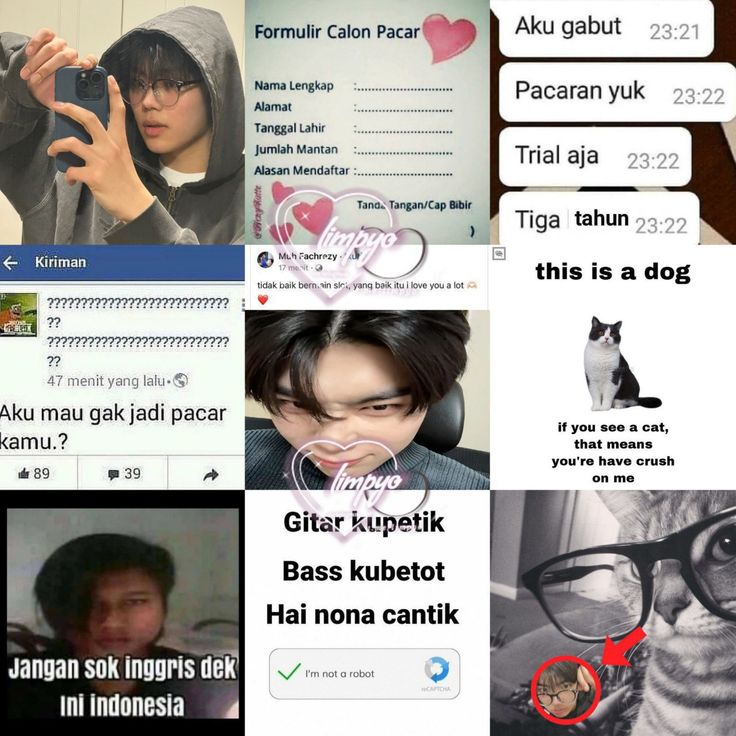 Formulir Calon Pacar
Nama Lengkap :..............................
Alamat :..............................
Tanggal Lahir :..............................
Jumlah Mantan :..............................
Alasan Mendaftar :..............................
Tanda Tangan/Cap Bibir
)
limpyo
Aku gabut 23:21
Pacaran yuk 23:22
Trial aja 23:22
Tiga tahun 23:22
Kiriman
????????????????????????????
??
????????????????????????????
??
47 menit yang lalu
Aku mau gak jadi pacar
kamu.?
89
39
Muh Fachrezy
17 menit
tidak baik bermain slot, yang baik itu i love you a lot 🫶🏻
❤️
limpyo
this is a dog
if you see a cat,
that means
you're have crush
on me
Jangan sok inggris dek
Ini indonesia
Gitar kupetik
Bass kubetot
Hai nona cantik
I'm not a robot
reCAPTCHA